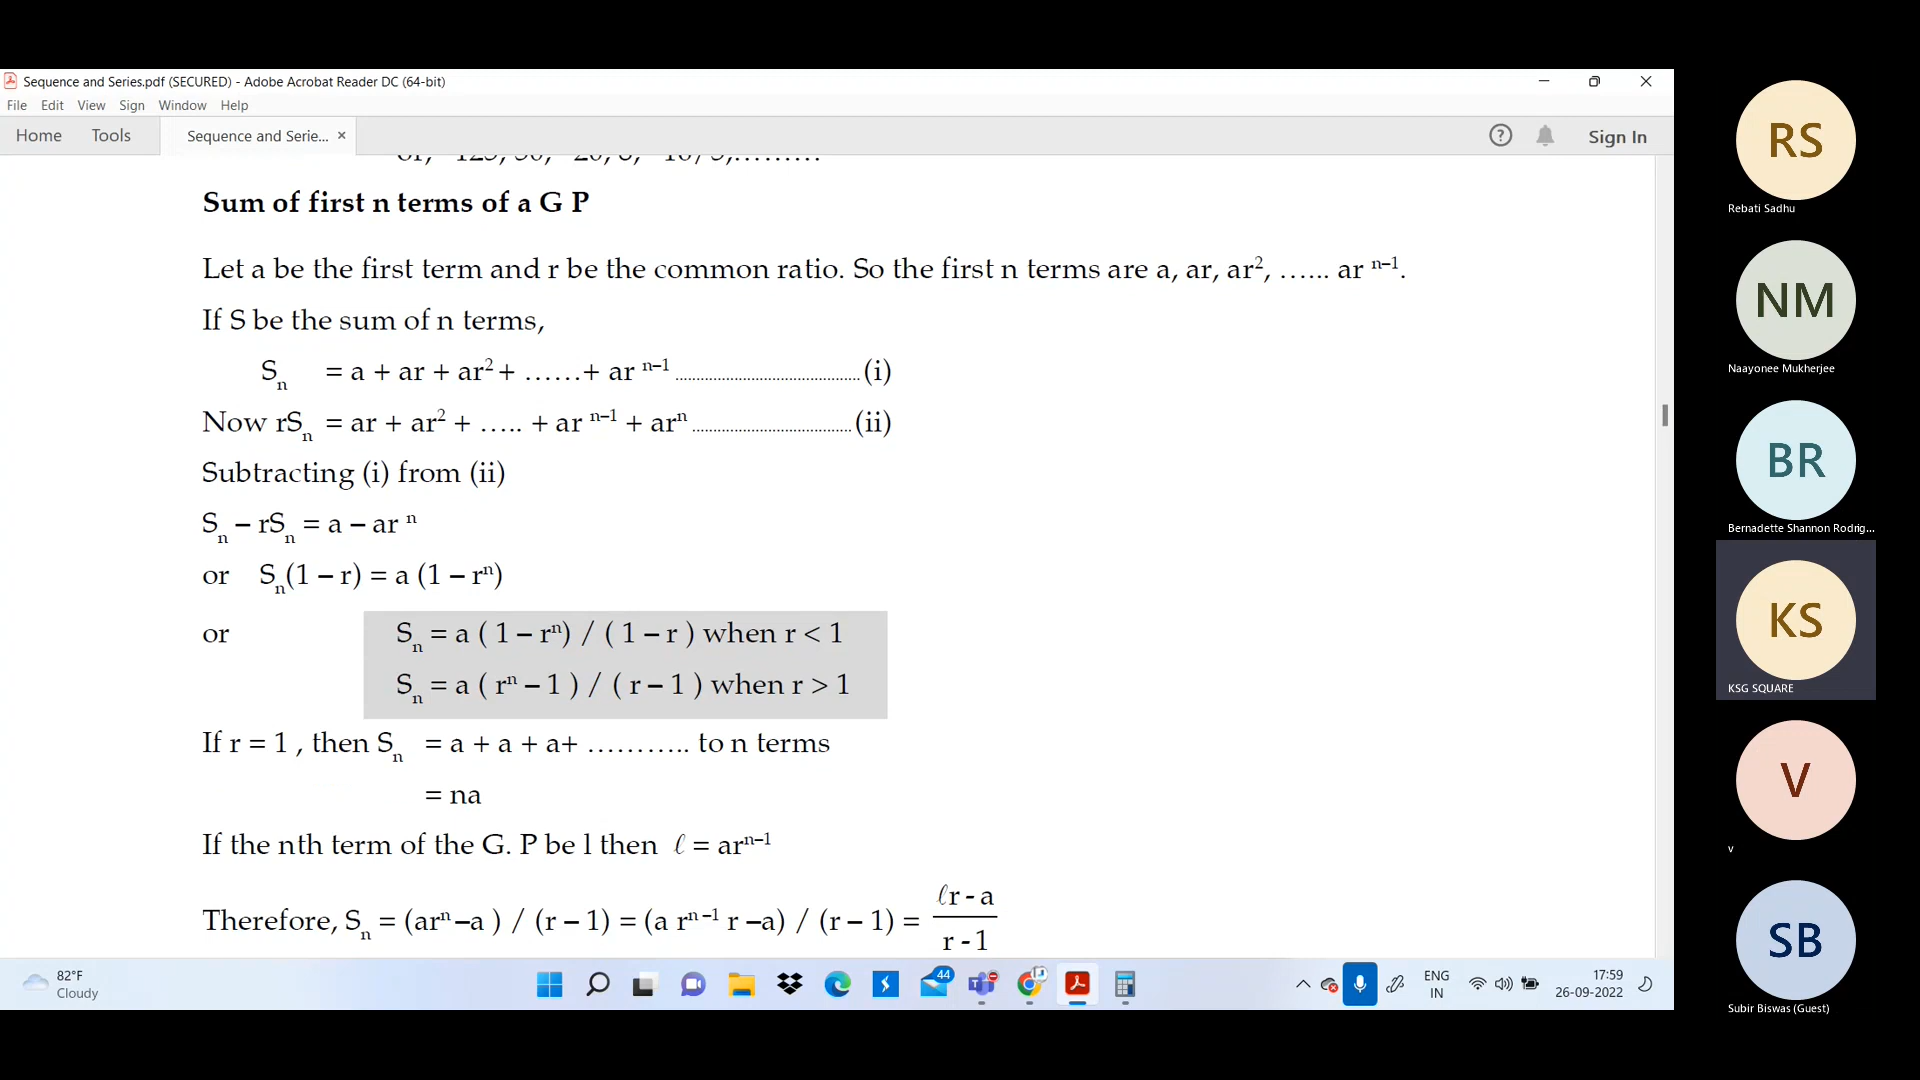 Sequence and Series.pdf (SECURED) - Adobe Acrobat Reader DC (64-bit)
File Edit View Sign Window Help
Home Tools Sequence and Serie... × Sign In
Sum of first n terms of a G P
Let a be the first term and r be the common ratio. So the first n terms are a, ar, ar², …... ar ⁿ⁻¹.
If S be the sum of n terms,
Sₙ = a + ar + ar² + ……+ ar ⁿ⁻¹ ............................................ (i)
Now rSₙ = ar + ar² + ….. + ar ⁿ⁻¹ + arⁿ ...................................... (ii)
Subtracting (i) from (ii)
Sₙ – rSₙ = a – ar ⁿ
or Sₙ(1 – r) = a (1 – rⁿ)
or Sₙ = a ( 1 – rⁿ) / ( 1 – r ) when r < 1
Sₙ = a ( rⁿ – 1 ) / ( r – 1 ) when r > 1
If r = 1 , then Sₙ = a + a + a+ ……….. to n terms
= na
If the nth term of the G. P be l then ℓ = arⁿ⁻¹
Therefore, Sₙ = (arⁿ –a ) / (r – 1) = (a rⁿ⁻¹ r –a) / (r – 1) = ℓr - a
r - 1
82°F
Cloudy
44
ENG
IN
17:59
26-09-2022
RS
Rebati Sadhu
NM
Naayonee Mukherjee
BR
Bernadette Shannon Rodrig...
KS
KSG SQUARE
V
v
SB
Subir Biswas (Guest)